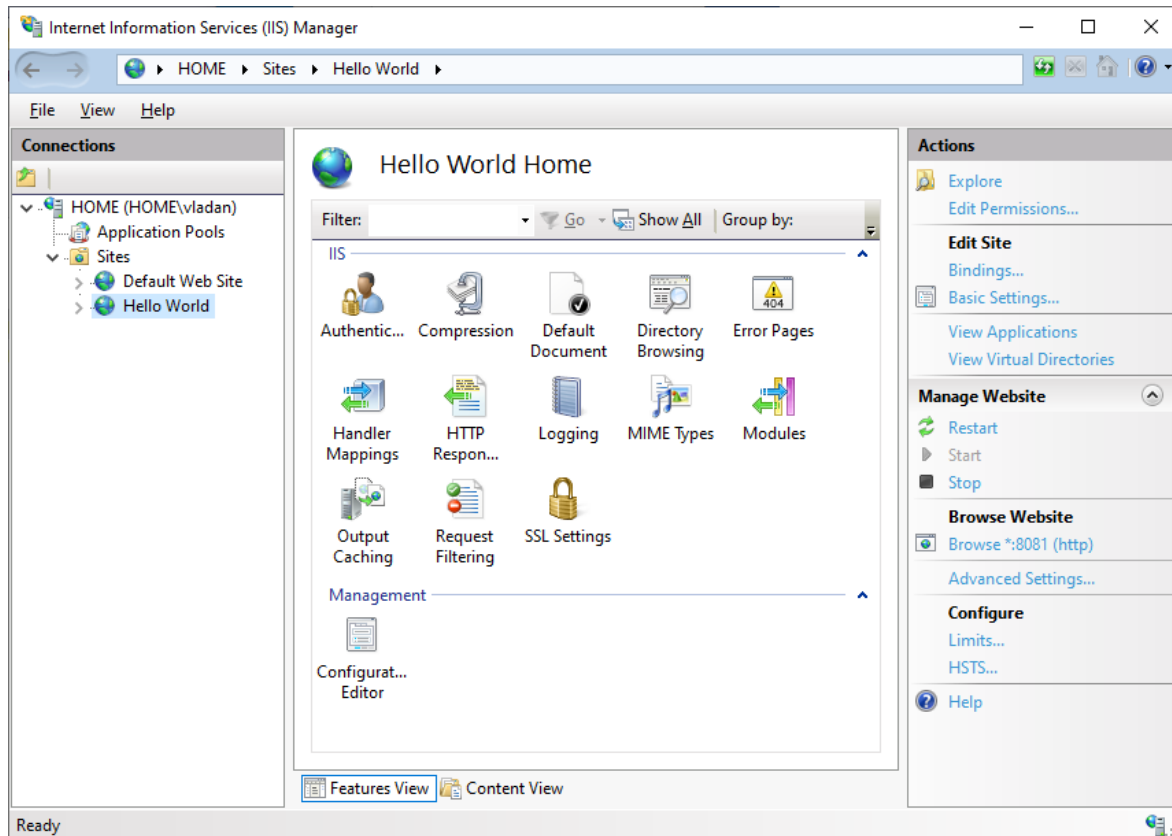 Internet Information Services (IIS) Manager
HOME Sites Hello World
File View Help
Connections
HOME (HOME\vladan)
Application Pools
Sites
Default Web Site
Hello World
Hello World Home
Filter: Go Show All Group by:
IIS
Authentic... Compression Default Document Directory Browsing Error Pages
Handler Mappings HTTP Respon... Logging MIME Types Modules
Output Caching Request Filtering SSL Settings
404
Management
Configurat... Editor
Features View Content View
Actions
Explore
Edit Permissions...
Edit Site
Bindings...
Basic Settings...
View Applications
View Virtual Directories
Manage Website
Restart
Start
Stop
Browse Website
Browse *:8081 (http)
Advanced Settings...
Configure
Limits...
HSTS...
Help
Ready